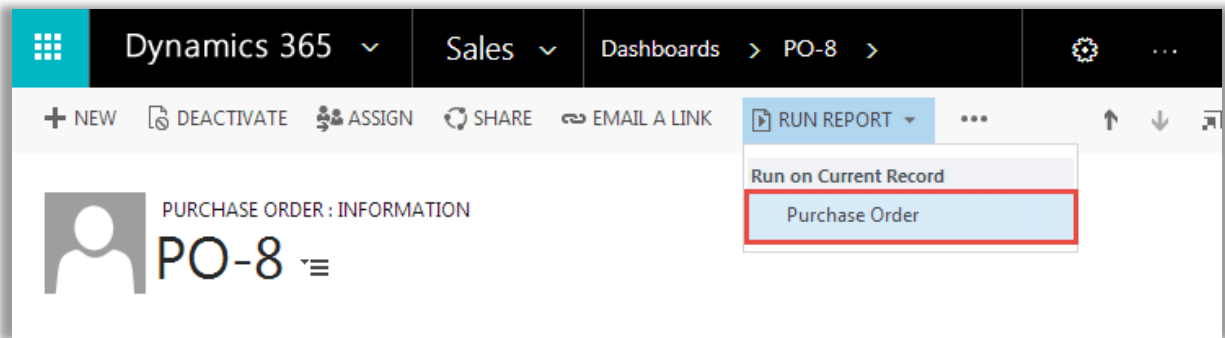 Dynamics 365 Sales Dashboards > PO-8 > ...
NEW DEACTIVATE ASSIGN SHARE EMAIL A LINK RUN REPORT ...
Run on Current Record
Purchase Order
PURCHASE ORDER : INFORMATION
PO-8